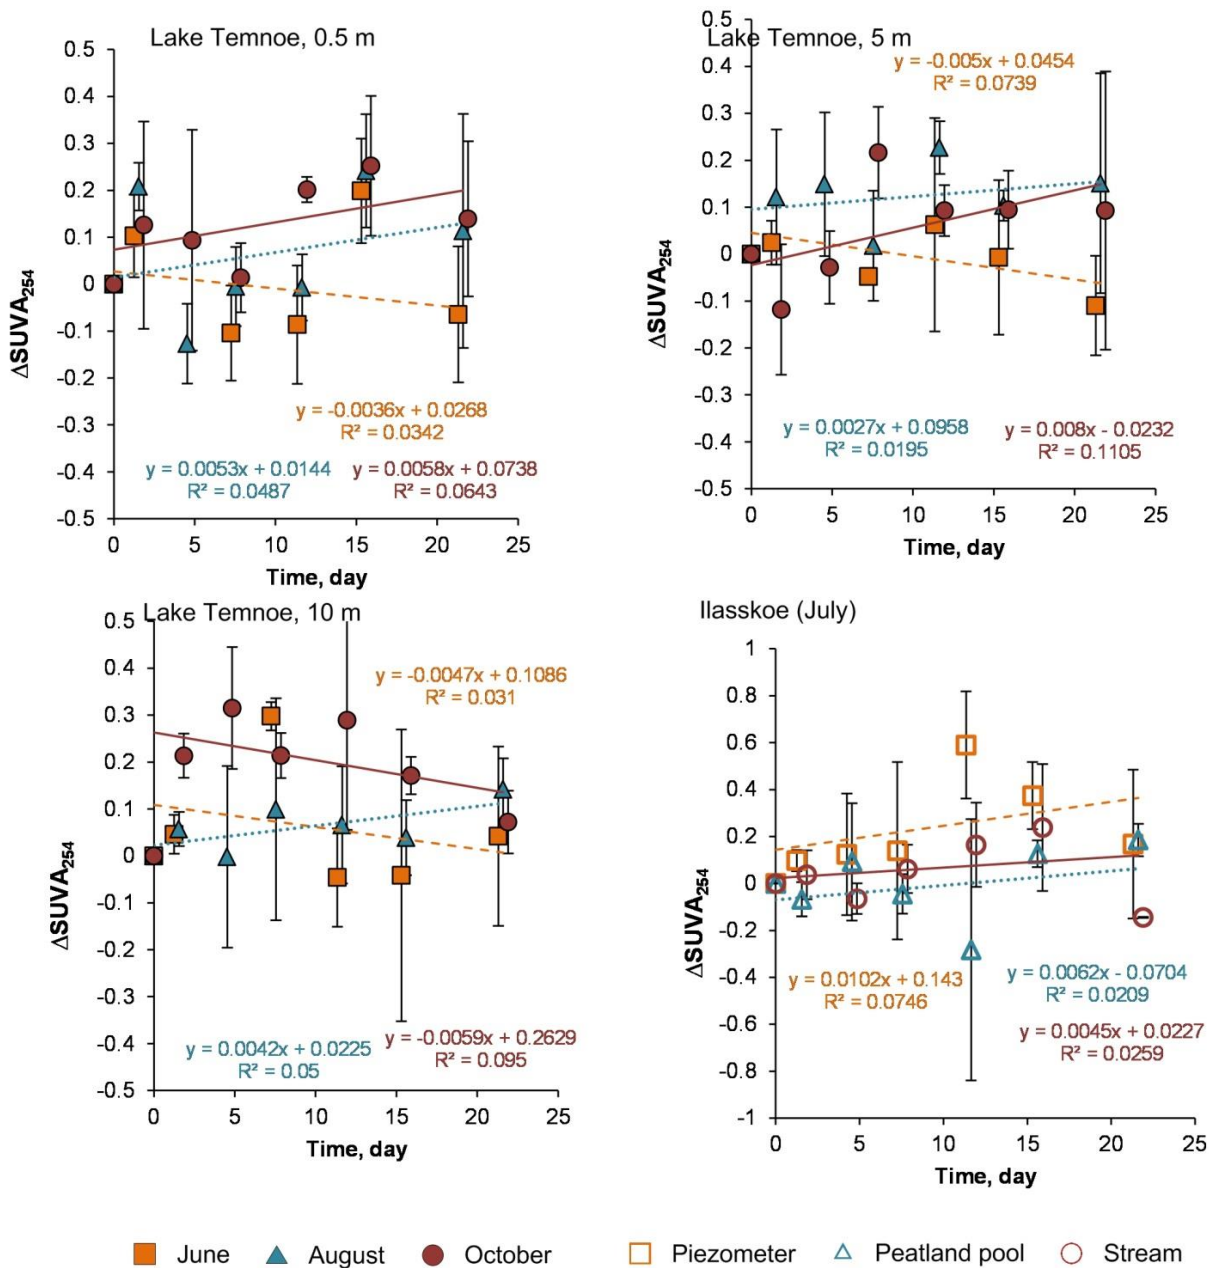 Lake Temnoe, 0.5 m
0.5
0.4
0.3
0.2
0.1
0
-0.1
-0.2
-0.3
-0.4
-0.5
ΔSUVA254
y = -0.0036x + 0.0268
R² = 0.0342
y = 0.0053x + 0.0144
R² = 0.0487
y = 0.0058x + 0.0738
R² = 0.0643
0 5 10 15 20 25
Time, day
Lake Temnoe, 5 m
0.5
0.4
0.3
0.2
0.1
0
-0.1
-0.2
-0.3
-0.4
-0.5
ΔSUVA254
y = -0.005x + 0.0454
R² = 0.0739
y = 0.0027x + 0.0958
R² = 0.0195
y = 0.008x - 0.0232
R² = 0.1105
0 5 10 15 20 25
Time, day
Lake Temnoe, 10 m
0.5
0.4
0.3
0.2
0.1
0
-0.1
-0.2
-0.3
-0.4
-0.5
ΔSUVA254
y = -0.0047x + 0.1086
R² = 0.031
y = 0.0042x + 0.0225
R² = 0.05
y = -0.0059x + 0.2629
R² = 0.095
0 5 10 15 20 25
Time, day
Ilasskoe (July)
1
0.8
0.6
0.4
0.2
0
-0.2
-0.4
-0.6
-0.8
-1
ΔSUVA254
y = 0.0102x + 0.143
R² = 0.0746
y = 0.0062x - 0.0704
R² = 0.0209
y = 0.0045x + 0.0227
R² = 0.0259
0 5 10 15 20 25
Time, day
June August October Piezometer Peatland pool Stream